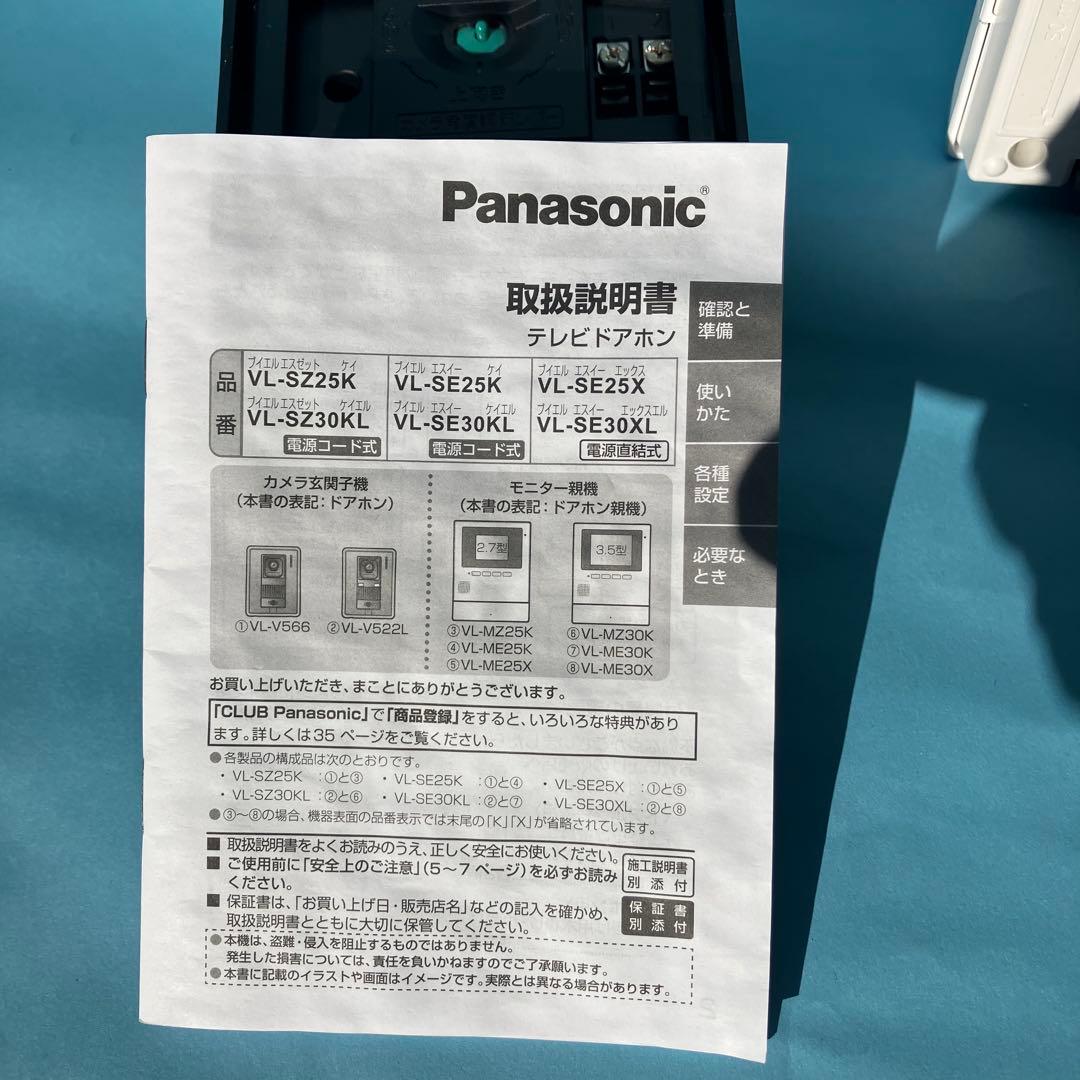 Panasonic®
取扱説明書
テレビドアホン
確認と
準備
使い
かた
各種
設定
必要な
とき
品番
ブイエル エスゼット ケイ
VL-SZ25K
ブイエル エスゼット ケイエル
VL-SZ30KL
電源コード式
ブイエル エスイー ケイ
VL-SE25K
ブイエル エスイー ケイエル
VL-SE30KL
電源コード式
ブイエル エスイー エックス
VL-SE25X
ブイエル エスイー エックスエル
VL-SE30XL
電源直結式
カメラ玄関子機
(本書の表記:ドアホン)
①VL-V566 ②VL-V522L
モニター親機
(本書の表記:ドアホン親機)
2.7型 3.5型
③VL-MZ25K ⑥VL-MZ30K
④VL-ME25K ⑦VL-ME30K
⑤VL-ME25X ⑧VL-ME30X
お買い上げいただき、まことにありがとうございます。
「CLUB Panasonic」で「商品登録」をすると、いろいろな特典があり
ます。詳しくは35 ページをご覧ください。
●各製品の構成品は次のとおりです。
・VL-SZ25K :①と③ ・VL-SE25K :①と④ ・VL-SE25X :①と⑤
・VL-SZ30KL :②と⑥ ・VL-SE30KL :②と⑦ ・VL-SE30XL :②と⑧
●③~⑧の場合、機器表面の品番表示では末尾の「K」「X」が省略されています。
■ 取扱説明書をよくお読みのうえ、正しく安全にお使いください。
■ ご使用前に「安全上のご注意」(5~7 ページ)を必ずお読み
ください。
■ 保証書は、「お買い上げ日・販売店名」などの記入を確かめ、
取扱説明書とともに大切に保管してください。
施工説明書
別添付
保証書
別添付
●本機は、盗難・侵入を阻止するものではありません。
発生した損害については、責任を負いかねますのでご了承願います。
●本書に記載のイラストや画面はイメージです。実際とは異なる場合があります。